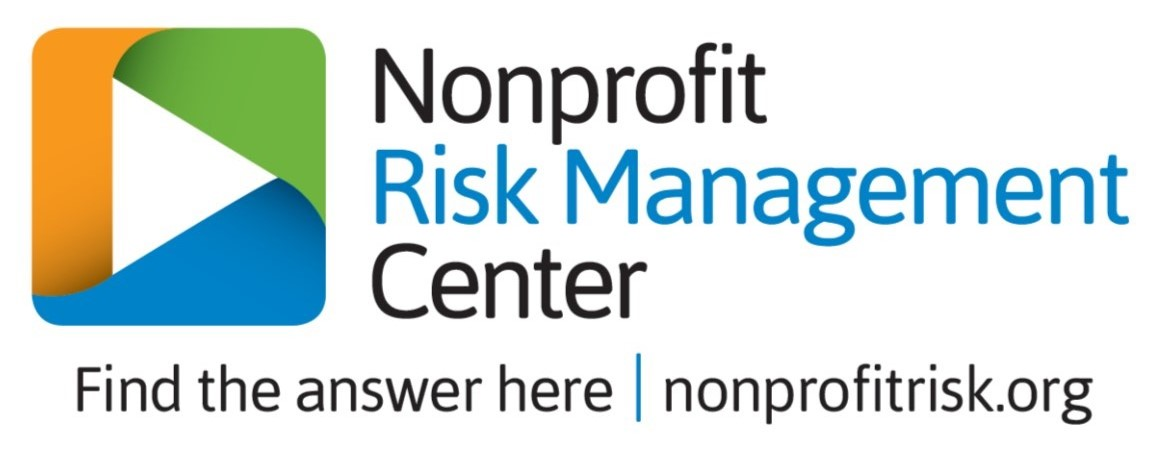 Nonprofit
Risk Management
Center
Find the answer here | nonprofitrisk.org